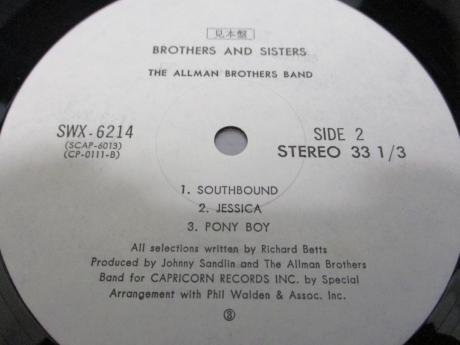 見本盤
BROTHERS AND SISTERS
THE ALLMAN BROTHERS BAND
SWX-6214
(SCAP-6013)
(CP-0111-B)
SIDE 2
STEREO 33 1/3
1. SOUTHBOUND
2. JESSICA
3. PONY BOY
All selections written by Richard Betts
Produced by Johnny Sandlin and The Allman Brothers
Band for CAPRICORN RECORDS INC. by Special
Arrangement with Phil Walden & Assoc. Inc.